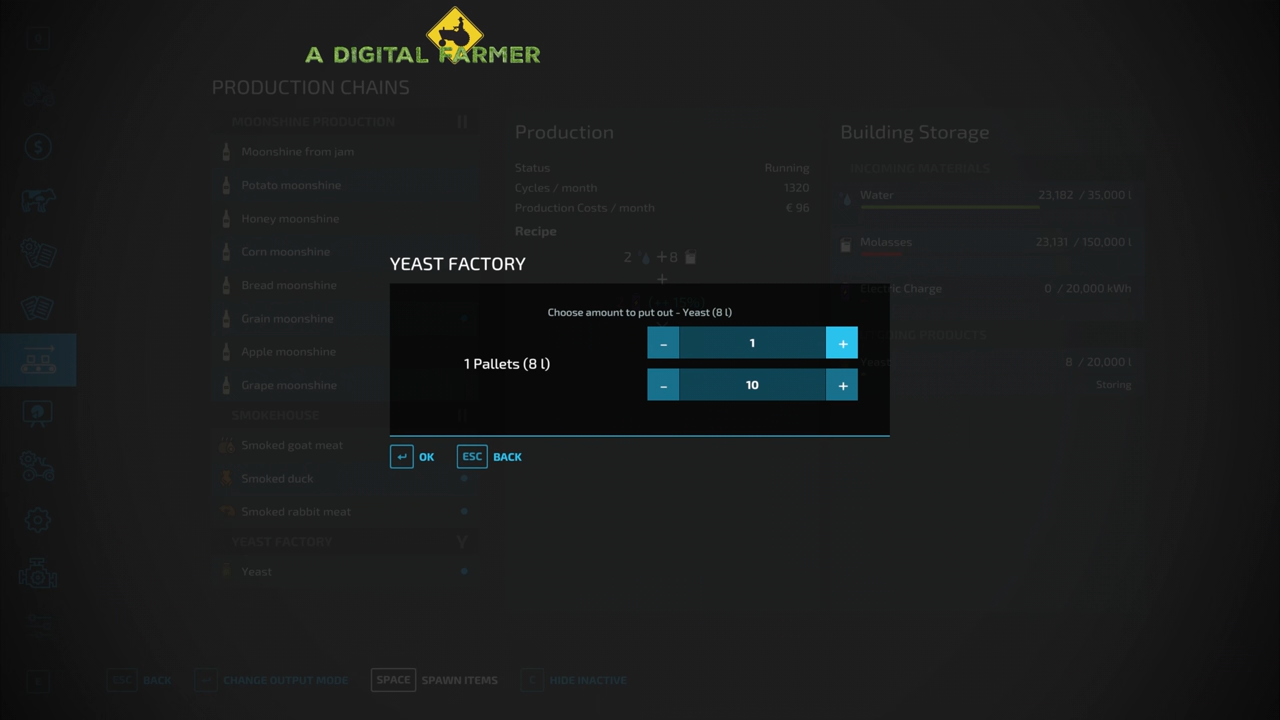 A DIGITAL FARMER
PRODUCTION CHAINS
MOONSHINE PRODUCTION
Moonshine from jam
Potato moonshine
Honey moonshine
Corn moonshine
Bread moonshine
Grain moonshine
Apple moonshine
Grape moonshine
SMOKEHOUSE
Smoked goat meat
Smoked duck
Smoked rabbit meat
YEAST FACTORY
Yeast
Production
Status Running
Cycles / month 1320
Production Costs / month € 96
Recipe
2 + 8
+
Building Storage
INCOMING MATERIALS
Water 23,182 / 35,000 l
Molasses 23,131 / 150,000 l
Electric Charge 0 / 20,000 kWh
PRODUCTS
Yeast 8 / 20,000 l
Storing
YEAST FACTORY
Choose amount to put out - Yeast (8 l)
1 Pallets (8 l)
- 1 +
- 10 +
OK ESC BACK
ESC BACK CHANGE OUTPUT MODE SPACE SPAWN ITEMS C HIDE INACTIVE